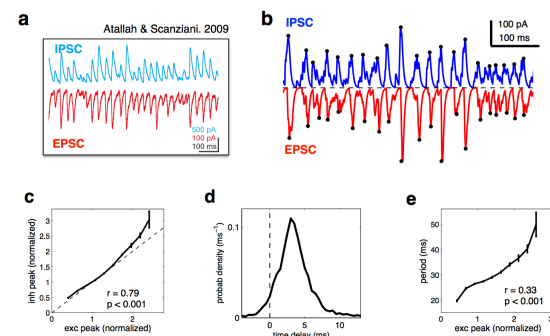 a
Atallah & Scanziani. 2009
IPSC
500 pA
100 pA
100 ms
EPSC
b
IPSC
100 pA
100 ms
EPSC
c
inh peak (normalized)
3
2.5
2
1.5
1
0.5
0
0
1
2
r = 0.79
p < 0.001
exc peak (normalized)
d
probab density (ms⁻¹)
0.1
0
0
5
10
time delay (ms)
e
period (ms)
50
40
30
20
0
1
2
r = 0.33
p < 0.001
exc peak (normalized)